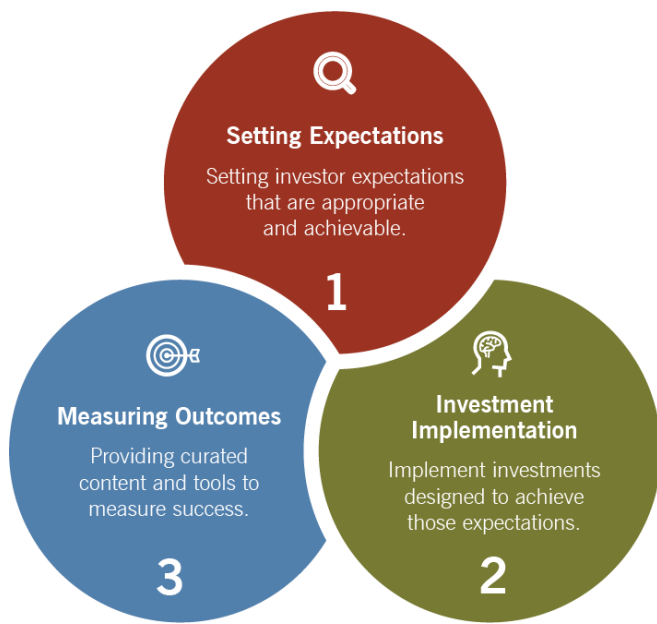 Setting Expectations
Setting investor expectations
that are appropriate
and achievable.
1
Investment
Implementation
Implement investments
designed to achieve
those expectations.
2
Measuring Outcomes
Providing curated
content and tools to
measure success.
3